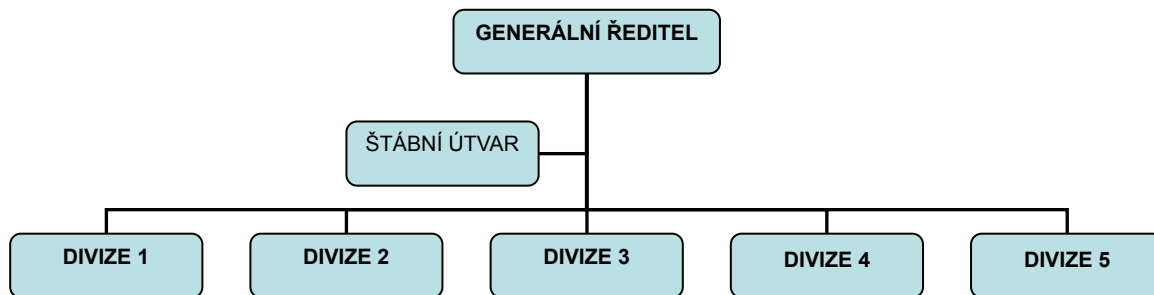 GENERÁLNÍ ŘEDITEL
ŠTÁBNÍ ÚTVAR
DIVIZE 1
DIVIZE 2
DIVIZE 3
DIVIZE 4
DIVIZE 5